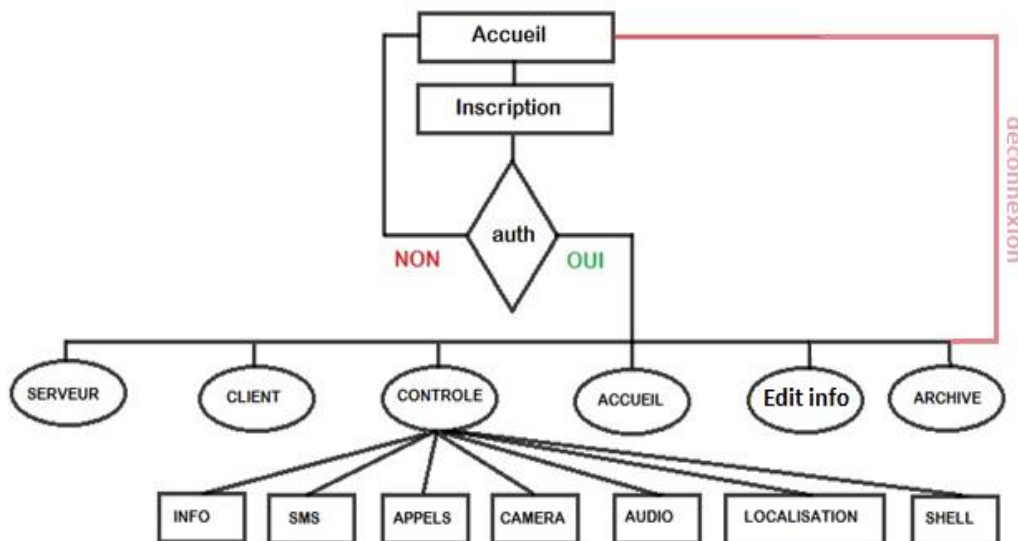 Accueil
Inscription
auth
NON
OUI
deconnexion
SERVEUR
CLIENT
CONTROLE
ACCUEIL
Edit info
ARCHIVE
INFO
SMS
APPELS
CAMERA
AUDIO
LOCALISATION
SHELL